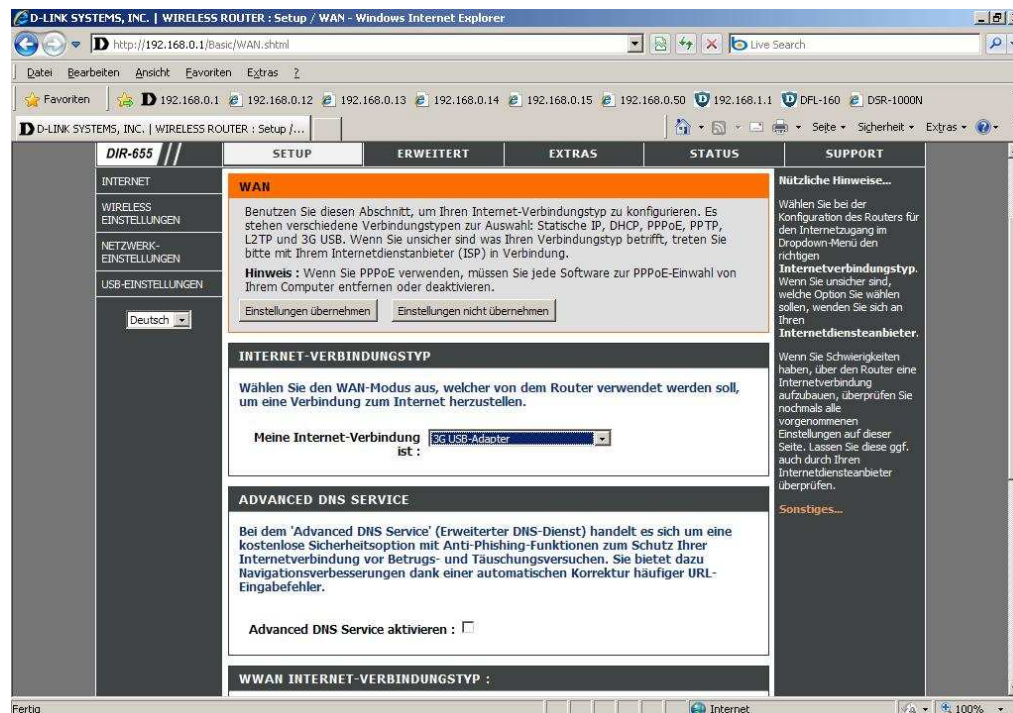 D-LINK SYSTEMS, INC. | WIRELESS ROUTER : Setup / WAN - Windows Internet Explorer
http://192.168.0.1/Basic/WAN.shtml
Live Search
Datei Bearbeiten Ansicht Favoriten Extras ?
Favoriten 192.168.0.1 192.168.0.12 192.168.0.13 192.168.0.14 192.168.0.15 192.168.0.50 192.168.1.1 DFL-160 DSR-1000N
D-LINK SYSTEMS, INC. | WIRELESS ROUTER : Setup /...
Seite Sicherheit Extras
DIR-655 // SETUP ERWEITERT EXTRAS STATUS SUPPORT
INTERNET
WIRELESS
EINSTELLUNGEN
NETZWERK-
EINSTELLUNGEN
USB-EINSTELLUNGEN
Deutsch
WAN
Benutzen Sie diesen Abschnitt, um Ihren Internet-Verbindungstyp zu konfigurieren. Es
stehen verschiedene Verbindungstypen zur Auswahl: Statische IP, DHCP, PPPoE, PPTP,
L2TP und 3G USB. Wenn Sie unsicher sind was Ihren Verbindungstyp betrifft, treten Sie
bitte mit Ihrem Internetdienstanbieter (ISP) in Verbindung.
Hinweis : Wenn Sie PPPoE verwenden, müssen Sie jede Software zur PPPoE-Einwahl von
Ihrem Computer entfernen oder deaktivieren.
Einstellungen übernehmen Einstellungen nicht übernehmen
INTERNET-VERBINDUNGSTYP
Wählen Sie den WAN-Modus aus, welcher von dem Router verwendet werden soll,
um eine Verbindung zum Internet herzustellen.
Meine Internet-Verbindung 3G USB-Adapter
ist :
ADVANCED DNS SERVICE
Bei dem 'Advanced DNS Service' (Erweiterter DNS-Dienst) handelt es sich um eine
kostenlose Sicherheitsoption mit Anti-Phishing-Funktionen zum Schutz Ihrer
Internetverbindung vor Betrugs- und Täuschungsversuchen. Sie bietet dazu
Navigationsverbesserungen dank einer automatischen Korrektur häufiger URL-
Eingabefehler.
Advanced DNS Service aktivieren :
WWAN INTERNET-VERBINDUNGSTYP :
Nützliche Hinweise...
Wählen Sie bei der
Konfiguration des Routers für
den Internetzugang im
Dropdown-Menü den
richtigen
Internetverbindungstyp.
Wenn Sie unsicher sind,
welche Option Sie wählen
sollen, wenden Sie sich an
Ihren
Internetdiensteanbieter.
Wenn Sie Schwierigkeiten
haben, über den Router eine
Internetverbindung
aufzubauen, überprüfen Sie
nochmals alle
vorgenommenen
Einstellungen auf dieser
Seite. Lassen Sie diese ggf.
auch durch Ihren
Internetdiensteanbieter
überprüfen.
Sonstiges...
Fertig
Internet
100%